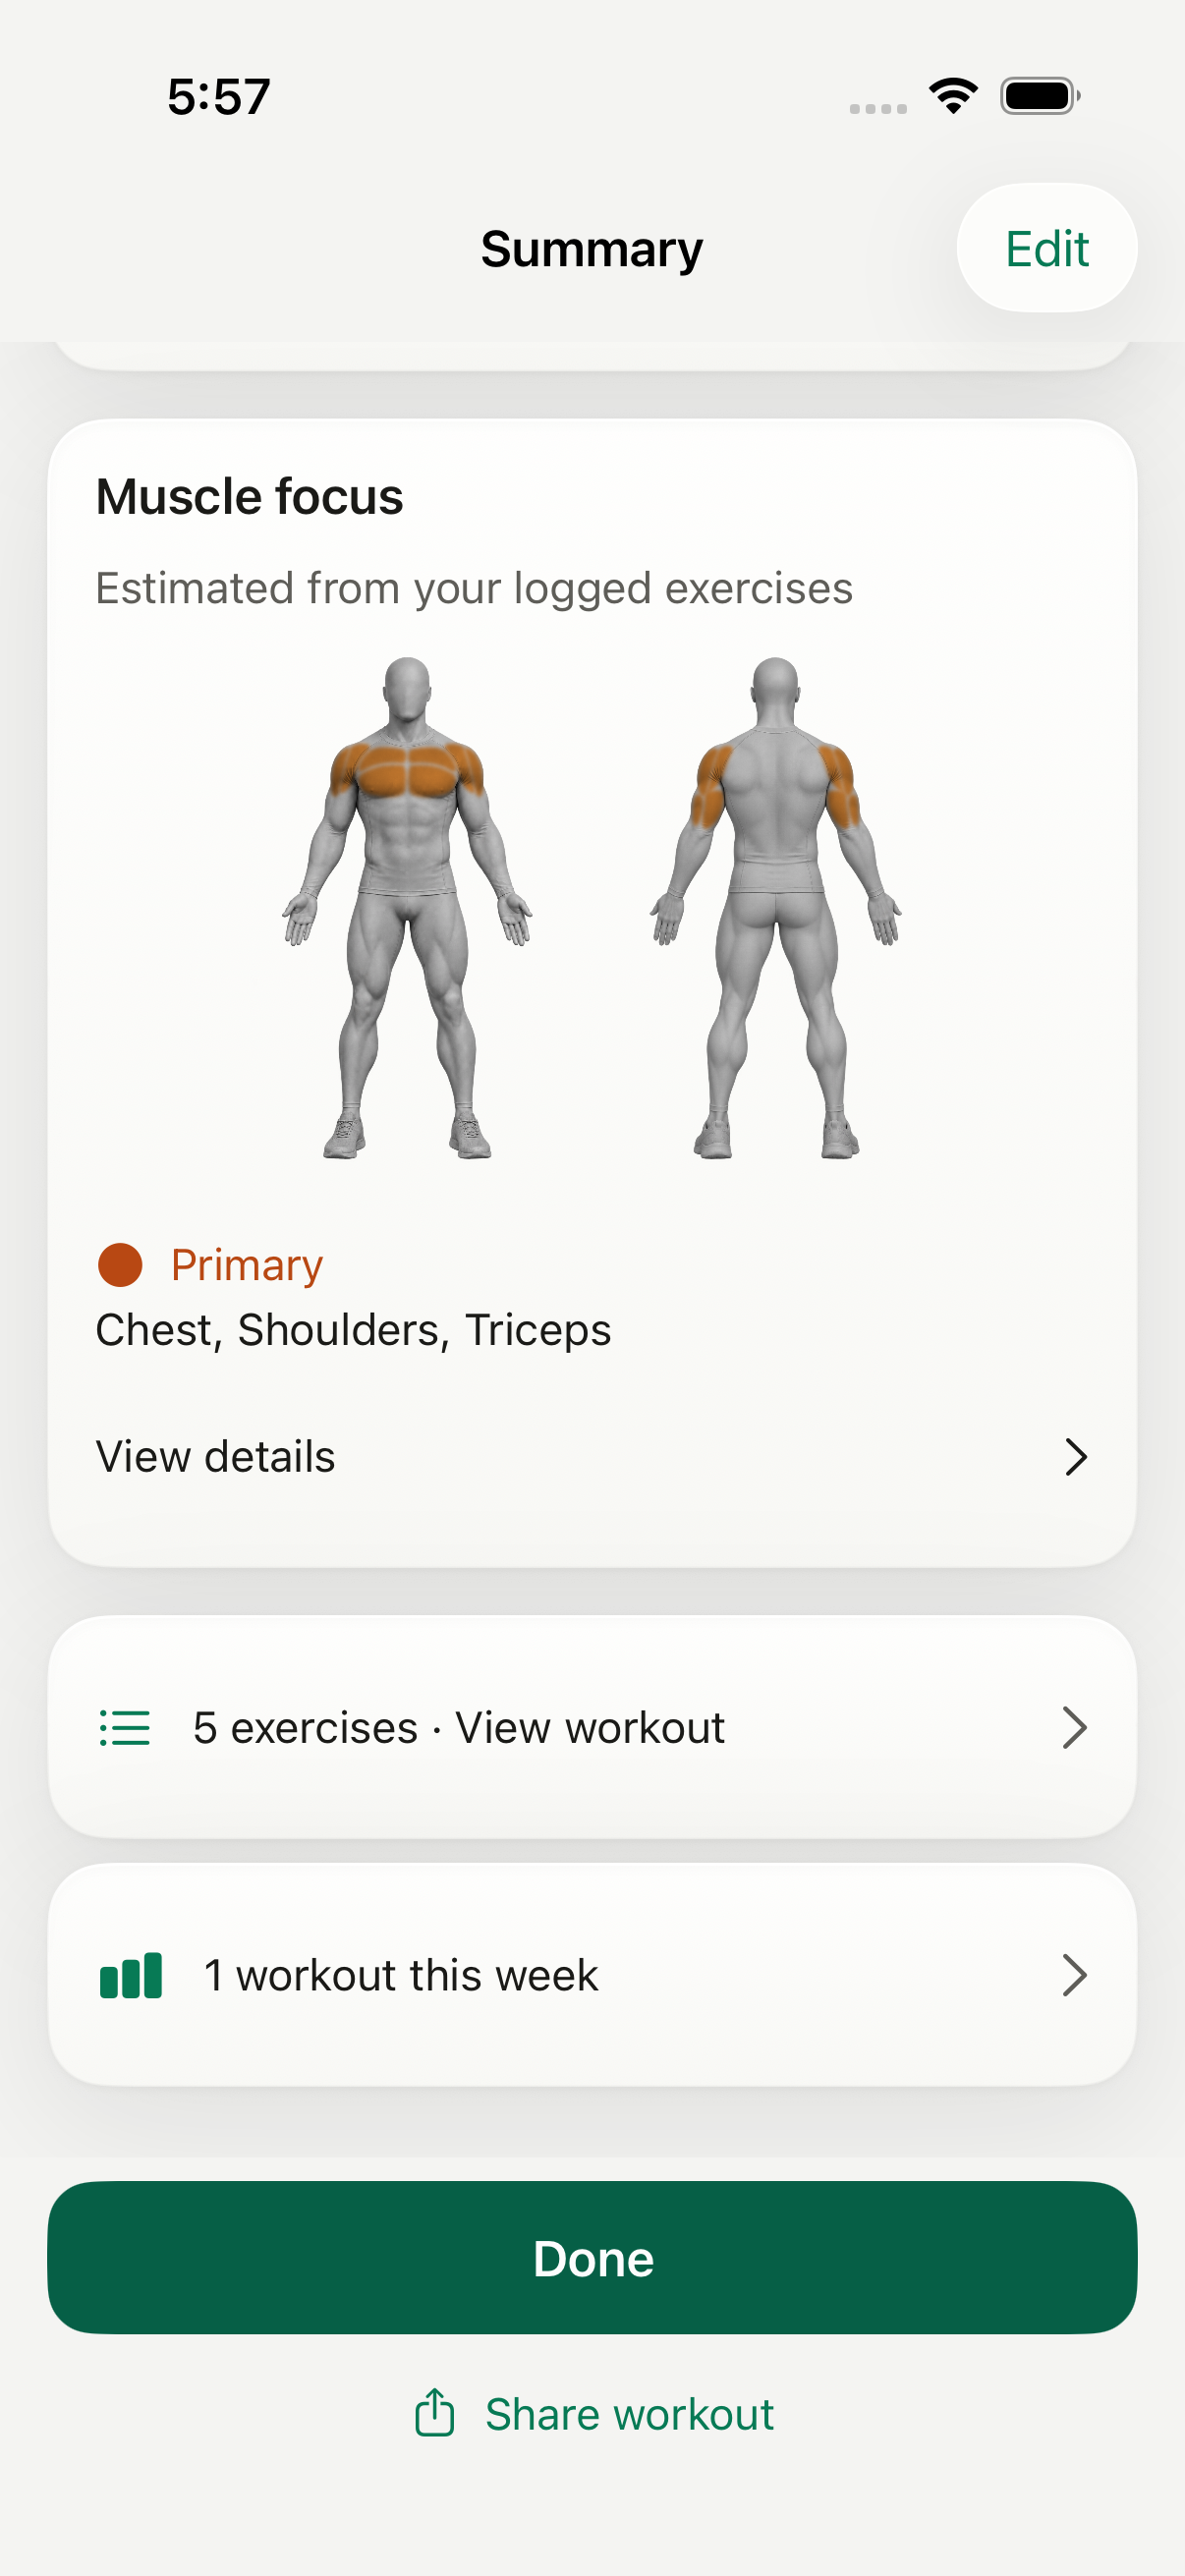 5:57
Summary
Edit
Muscle focus
Estimated from your logged exercises
Primary
Chest, Shoulders, Triceps
View details
5 exercises · View workout
1 workout this week
Done
Share workout